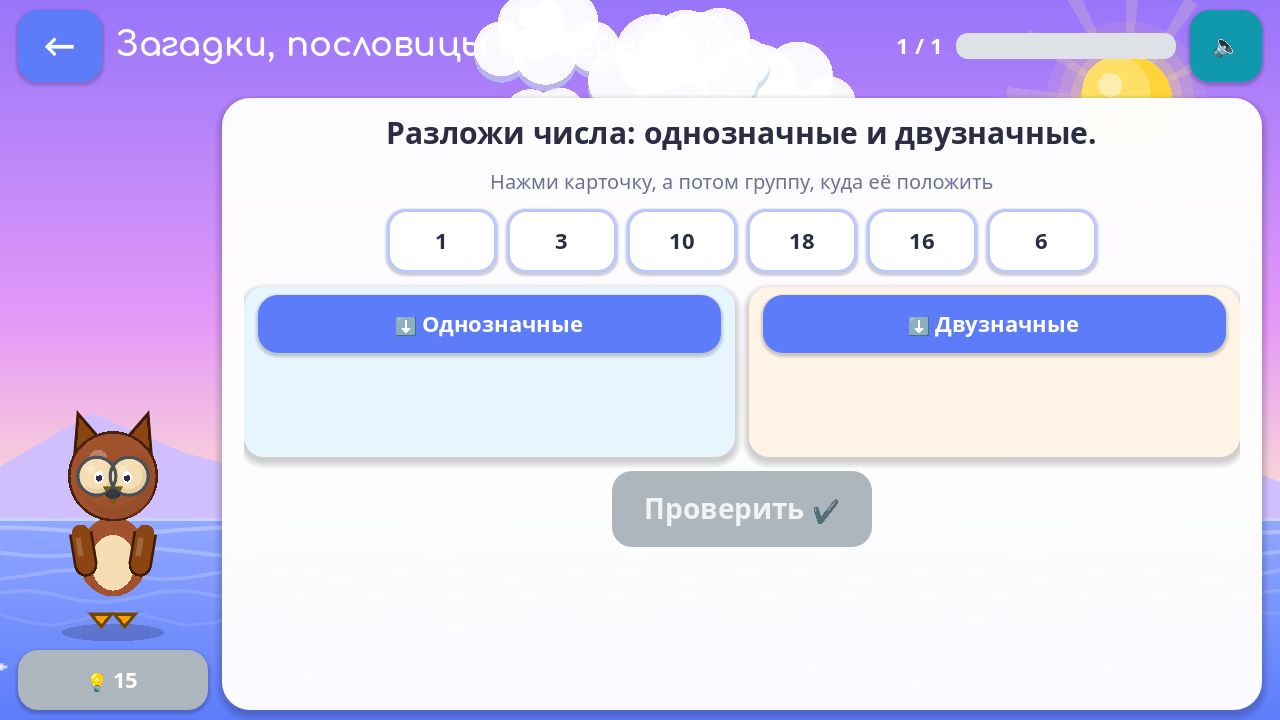 Загадки, пословицы
1 / 1
Разложи числа: однозначные и двузначные.
Нажми карточку, а потом группу, куда её положить
1
3
10
18
16
6
⬇️ Однозначные
⬇️ Двузначные
Проверить ✔️
💡 15